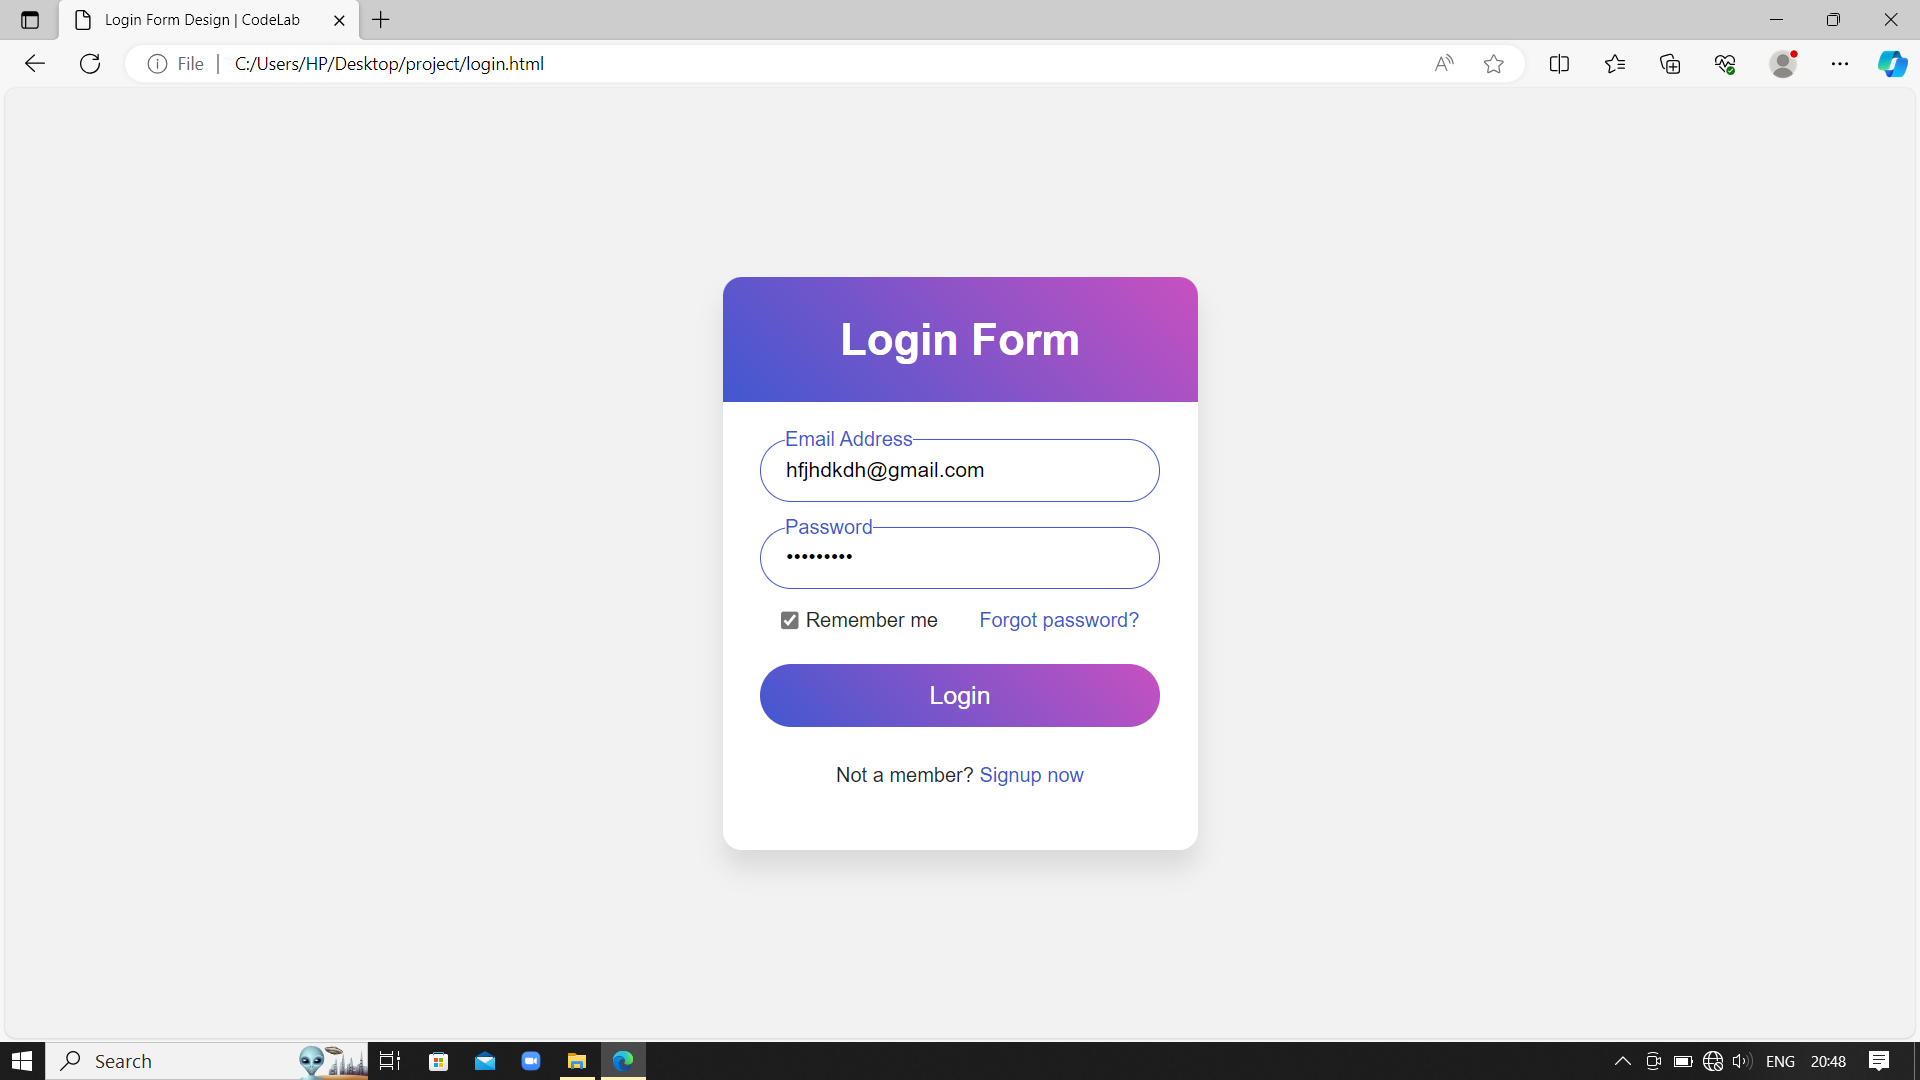 Login Form Design | CodeLab
File
C:/Users/HP/Desktop/project/login.html
Login Form
Email Address
hfjhdkdh@gmail.com
Password
•••••••••
Remember me Forgot password?
Login
Not a member? Signup now
Search
ENG 20:48